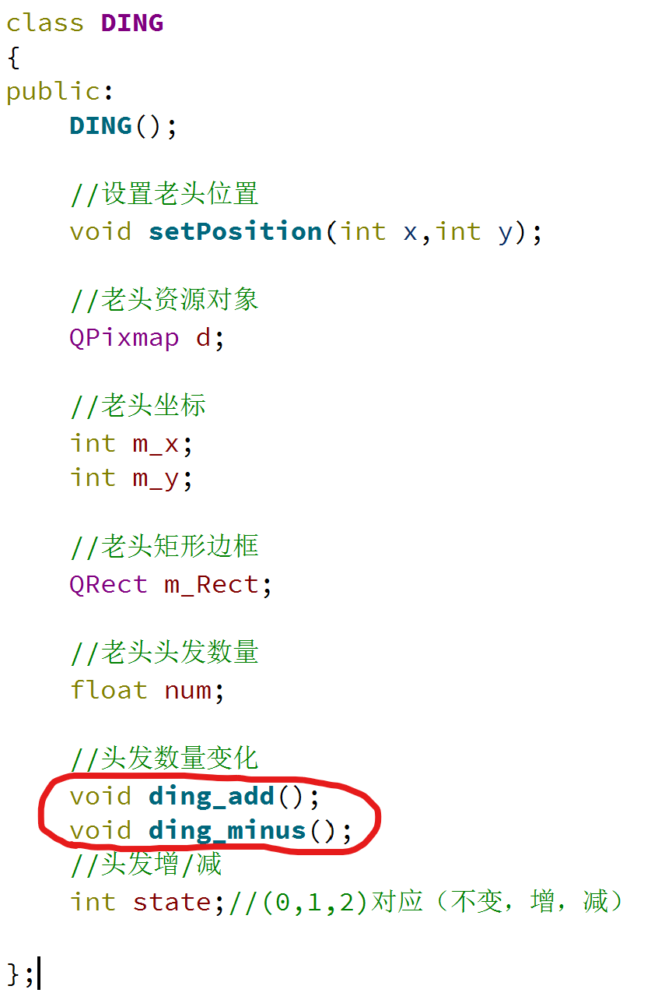 class DING
{
public:
DING();
//设置老头位置
void setPosition(int x,int y);
//老头资源对象
QPixmap d;
//老头坐标
int m_x;
int m_y;
//老头矩形边框
QRect m_Rect;
//老头头发数量
float num;
//头发数量变化
void ding_add();
void ding_minus();
//头发增/减
int state;//(0,1,2)对应（不变，增，减）
};